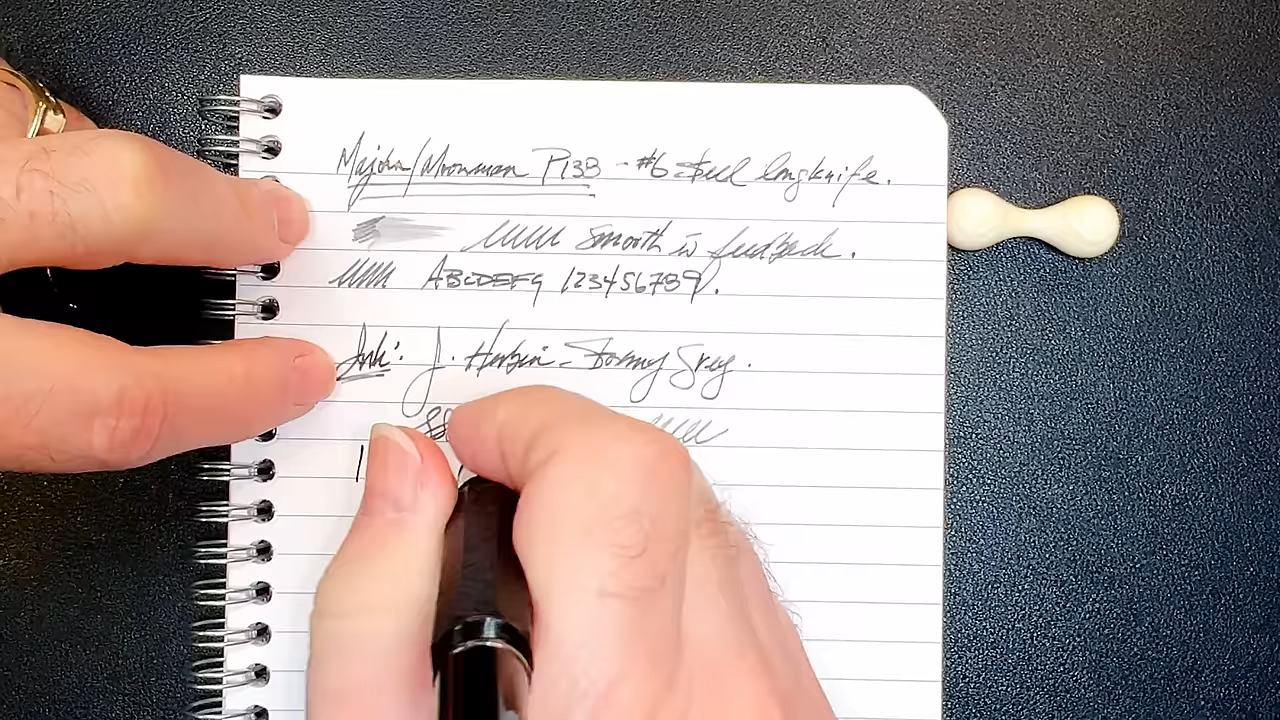 Majohn/Moonman P138 - #6 Steel longknife.
smooth w feedback.
ABCDEFG 123456789.
Ink: J. Herbin - Stormy Grey.